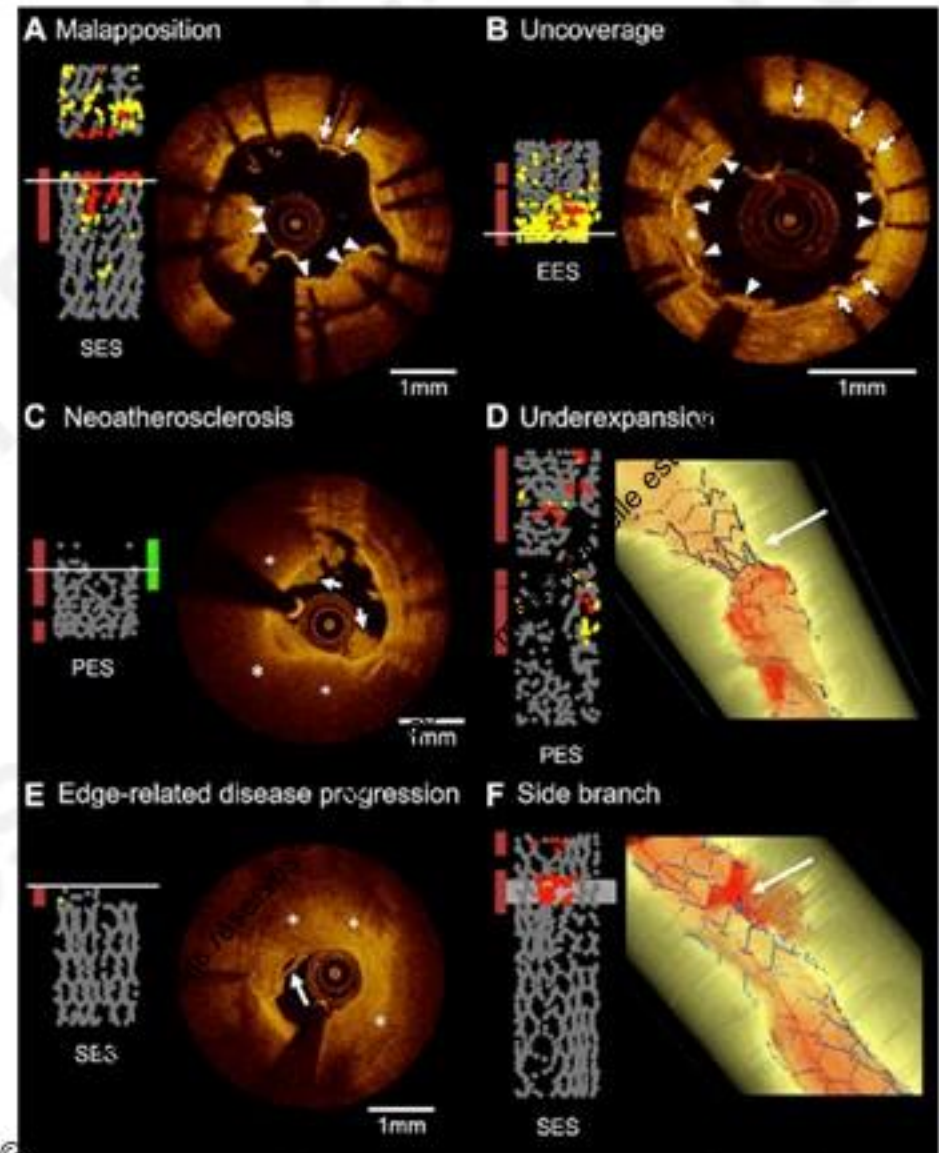 A Malapposition
B Uncoverage
SES
1mm
EES
1mm
C Neoatherosclerosis
D Underexpansion
PES
1mm
PES
E Edge-related disease progression
F Side branch
SES
1mm
SES